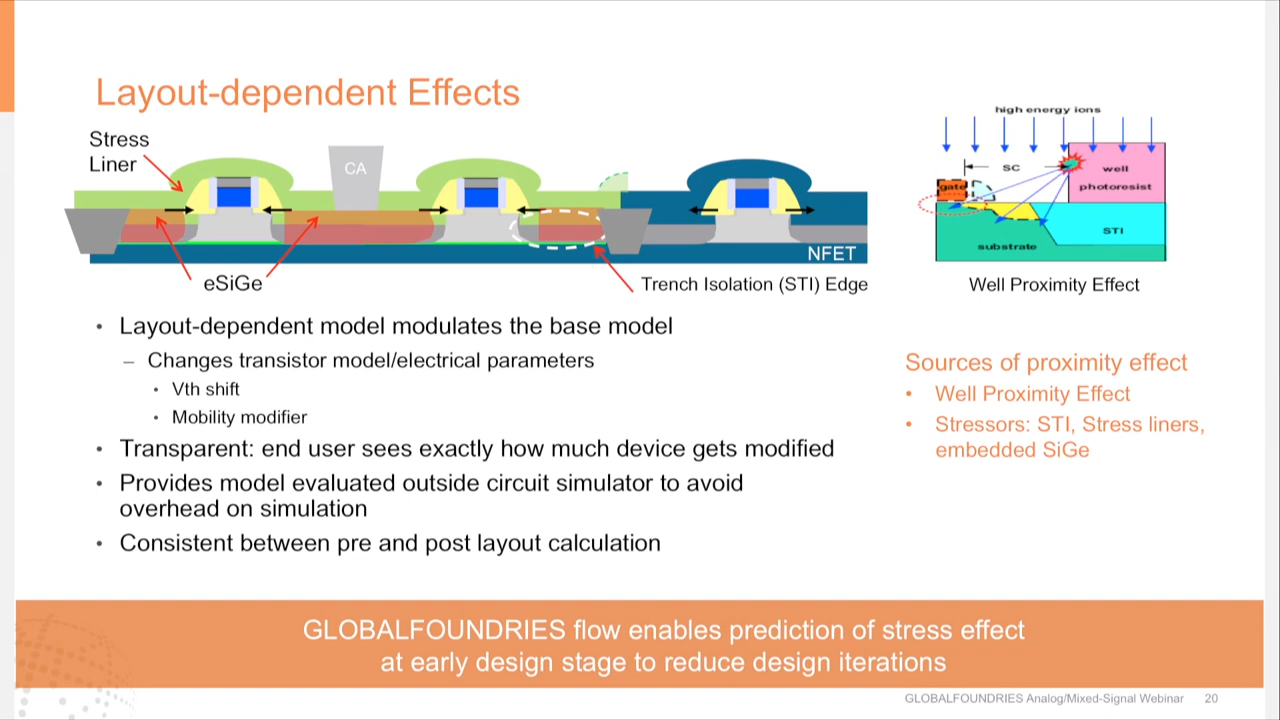 Layout-dependent Effects
Stress
Liner
CA
NFET
eSiGe
Trench Isolation (STI) Edge
high energy ions
SC
well
photoresist
gate
STI
substrate
Well Proximity Effect
• Layout-dependent model modulates the base model
– Changes transistor model/electrical parameters
• Vth shift
• Mobility modifier
• Transparent: end user sees exactly how much device gets modified
• Provides model evaluated outside circuit simulator to avoid
overhead on simulation
• Consistent between pre and post layout calculation
Sources of proximity effect
• Well Proximity Effect
• Stressors: STI, Stress liners,
embedded SiGe
GLOBALFOUNDRIES flow enables prediction of stress effect
at early design stage to reduce design iterations
GLOBALFOUNDRIES Analog/Mixed-Signal Webinar 20